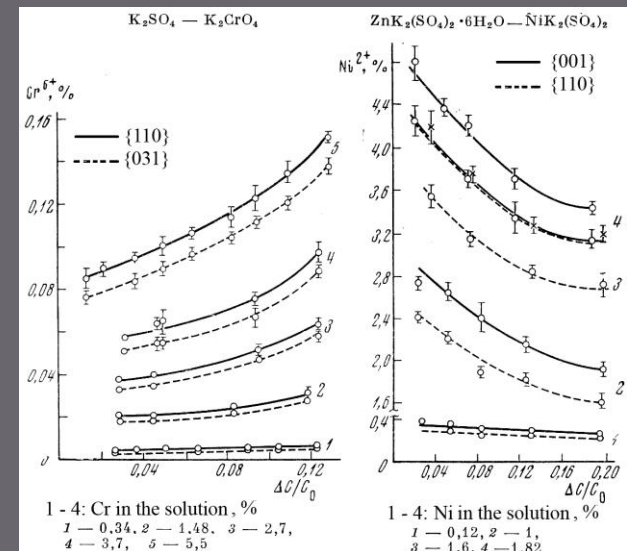 K₂SO₄ — K₂CrO₄
Cr⁶⁺,%
0,16
0,12
0,08
0,04
0
{110}
{031}
5
4
3
2
1
0,04
0,08
0,12
ΔC/C₀
1 - 4: Cr in the solution , %
1 — 0,34, 2 — 1,48. 3 — 2,7,
4 — 3,7, 5 — 5,5
ZnK₂(SO₄)₂ · 6H₂O — NiK₂(SO₄)₂
Ni²⁺,%
{001}
{110}
4,4
4,0
3,6
3,2
2,8
2,0
1,6
0,4
0
4
3
2
1
0,04
0,08
0,12
0,16
0,20
ΔC/C₀
1 - 4: Ni in the solution , %
1 — 0,12, 2 — 1,
3 — 1,6, 4 — 1,82